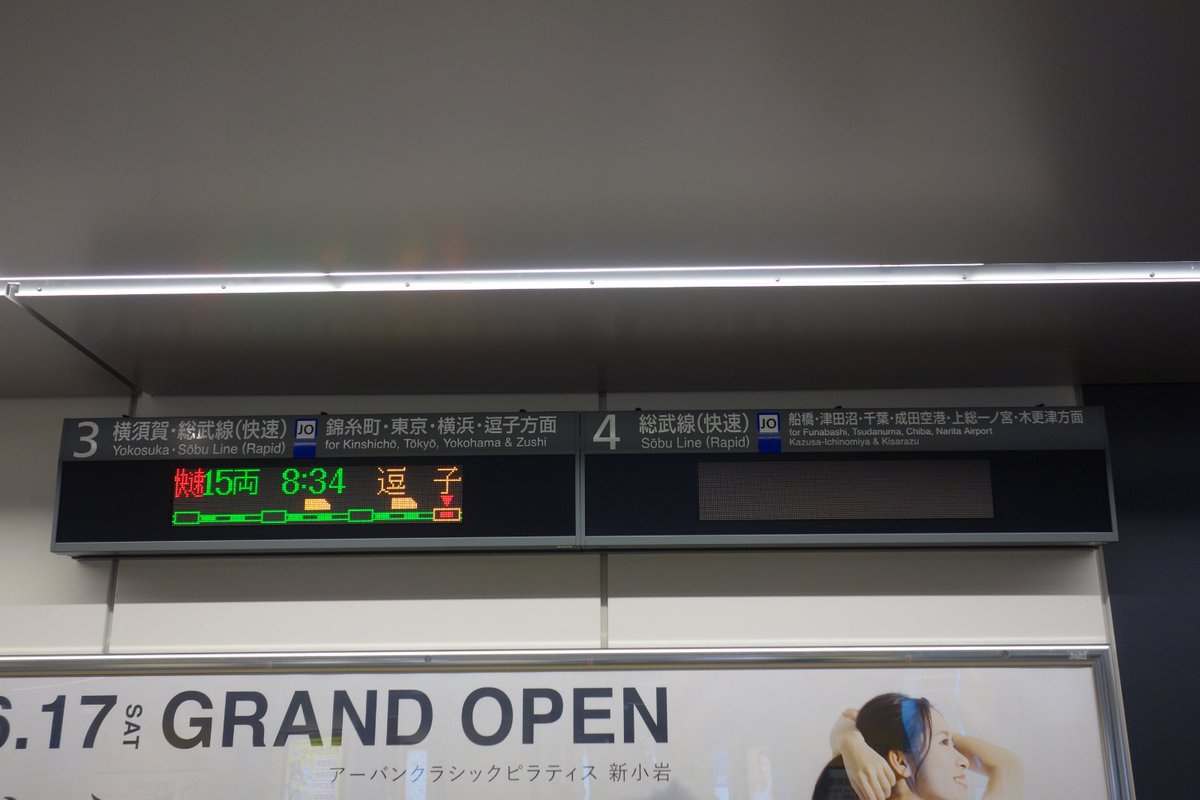 3 横須賀・総武線(快速) JO 錦糸町・東京・横浜・逗子方面
Yokosuka・Sōbu Line (Rapid) for Kinshichō, Tōkyō, Yokohama & Zushi
快速 15両 8:34 逗子
4 総武線(快速) JO 船橋・津田沼・千葉・成田空港・上総一ノ宮・木更津方面
Sōbu Line (Rapid) for Funabashi, Tsudanuma, Chiba, Narita Airport
Kazusa-Ichinomiya & Kisarazu
6.17 SAT GRAND OPEN
アーバンクラシックピラティス 新小岩